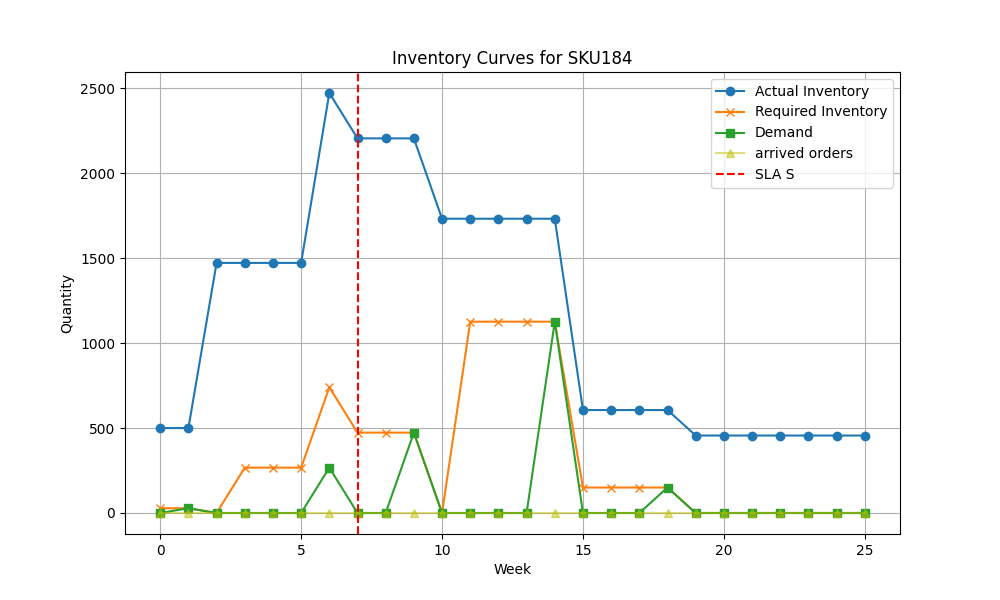 Inventory Curves for SKU184
Actual Inventory
Required Inventory
Demand
arrived orders
SLA S
Quantity
2500
2000
1500
1000
500
0
0 5 10 15 20 25
Week